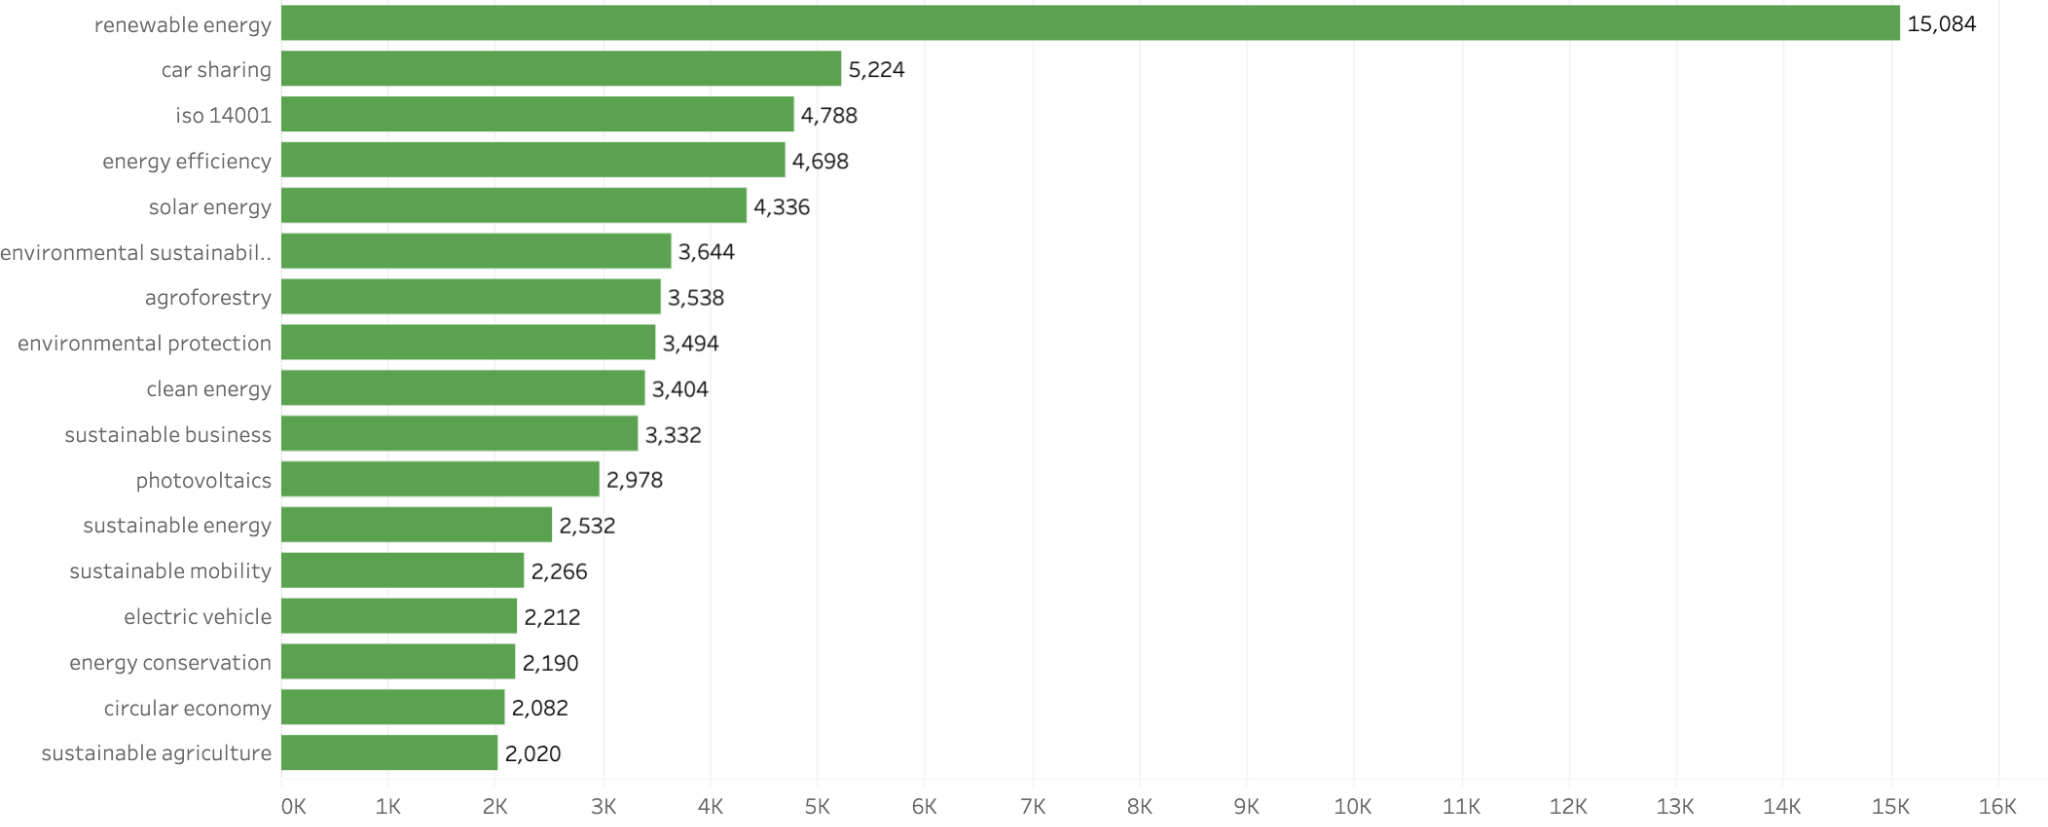 renewable energy 15,084
car sharing 5,224
iso 14001 4,788
energy efficiency 4,698
solar energy 4,336
environmental sustainabil.. 3,644
agroforestry 3,538
environmental protection 3,494
clean energy 3,404
sustainable business 3,332
photovoltaics 2,978
sustainable energy 2,532
sustainable mobility 2,266
electric vehicle 2,212
energy conservation 2,190
circular economy 2,082
sustainable agriculture 2,020
0K 1K 2K 3K 4K 5K 6K 7K 8K 9K 10K 11K 12K 13K 14K 15K 16K